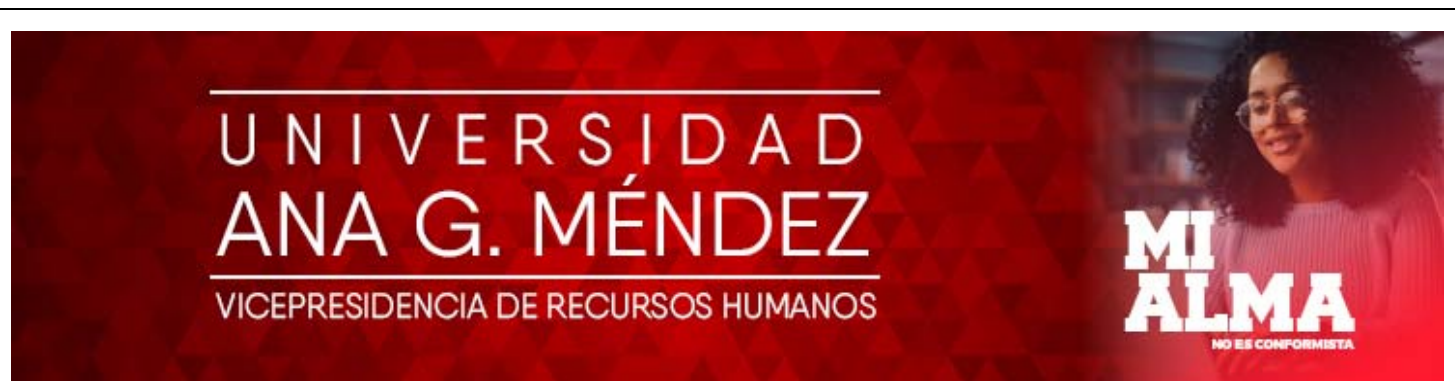 UNIVERSIDAD
ANA G. MÉNDEZ
VICEPRESIDENCIA DE RECURSOS HUMANOS
MI
ALMA
NO ES CONFORMISTA